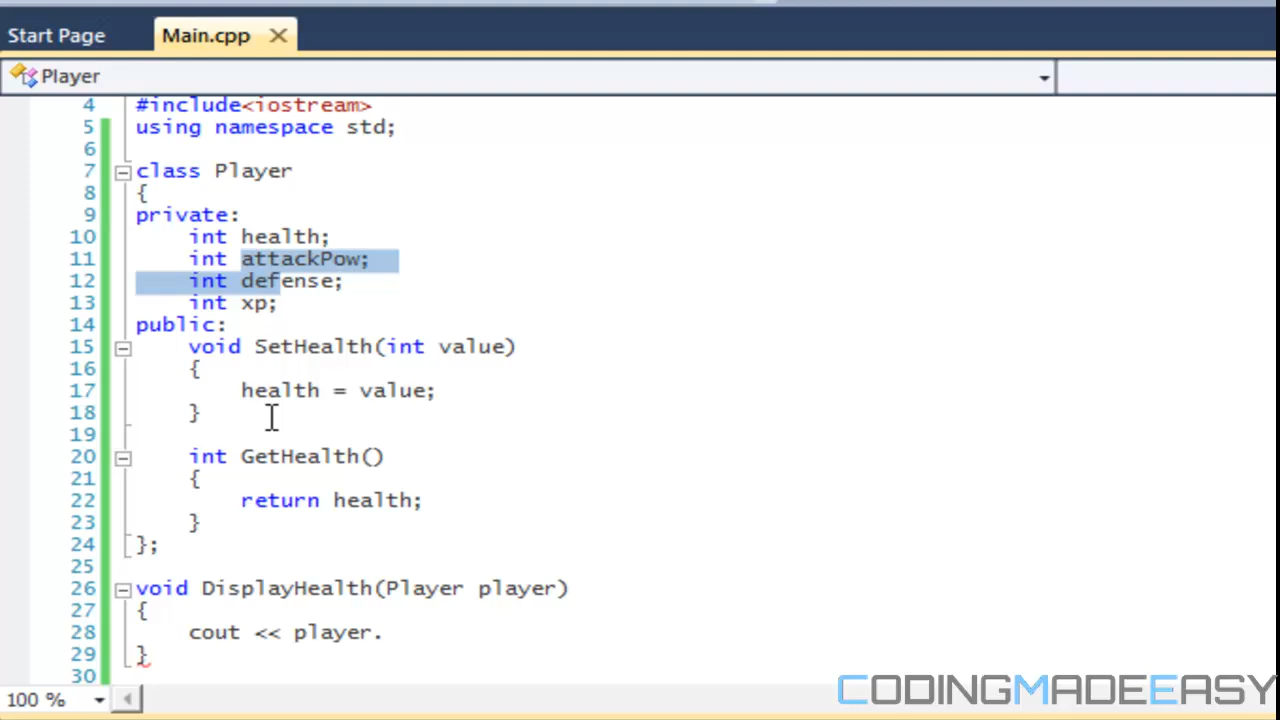 Start Page
Main.cpp
Player
4 #include<iostream>
5 using namespace std;
6
7 class Player
8 {
9 private:
10     int health;
11     int attackPow;
12     int defense;
13     int xp;
14 public:
15     void SetHealth(int value)
16     {
17         health = value;
18     }
19
20     int GetHealth()
21     {
22         return health;
23     }
24 };
25
26 void DisplayHealth(Player player)
27 {
28     cout << player.
29 }
30
100 %
CODINGMADEEASY